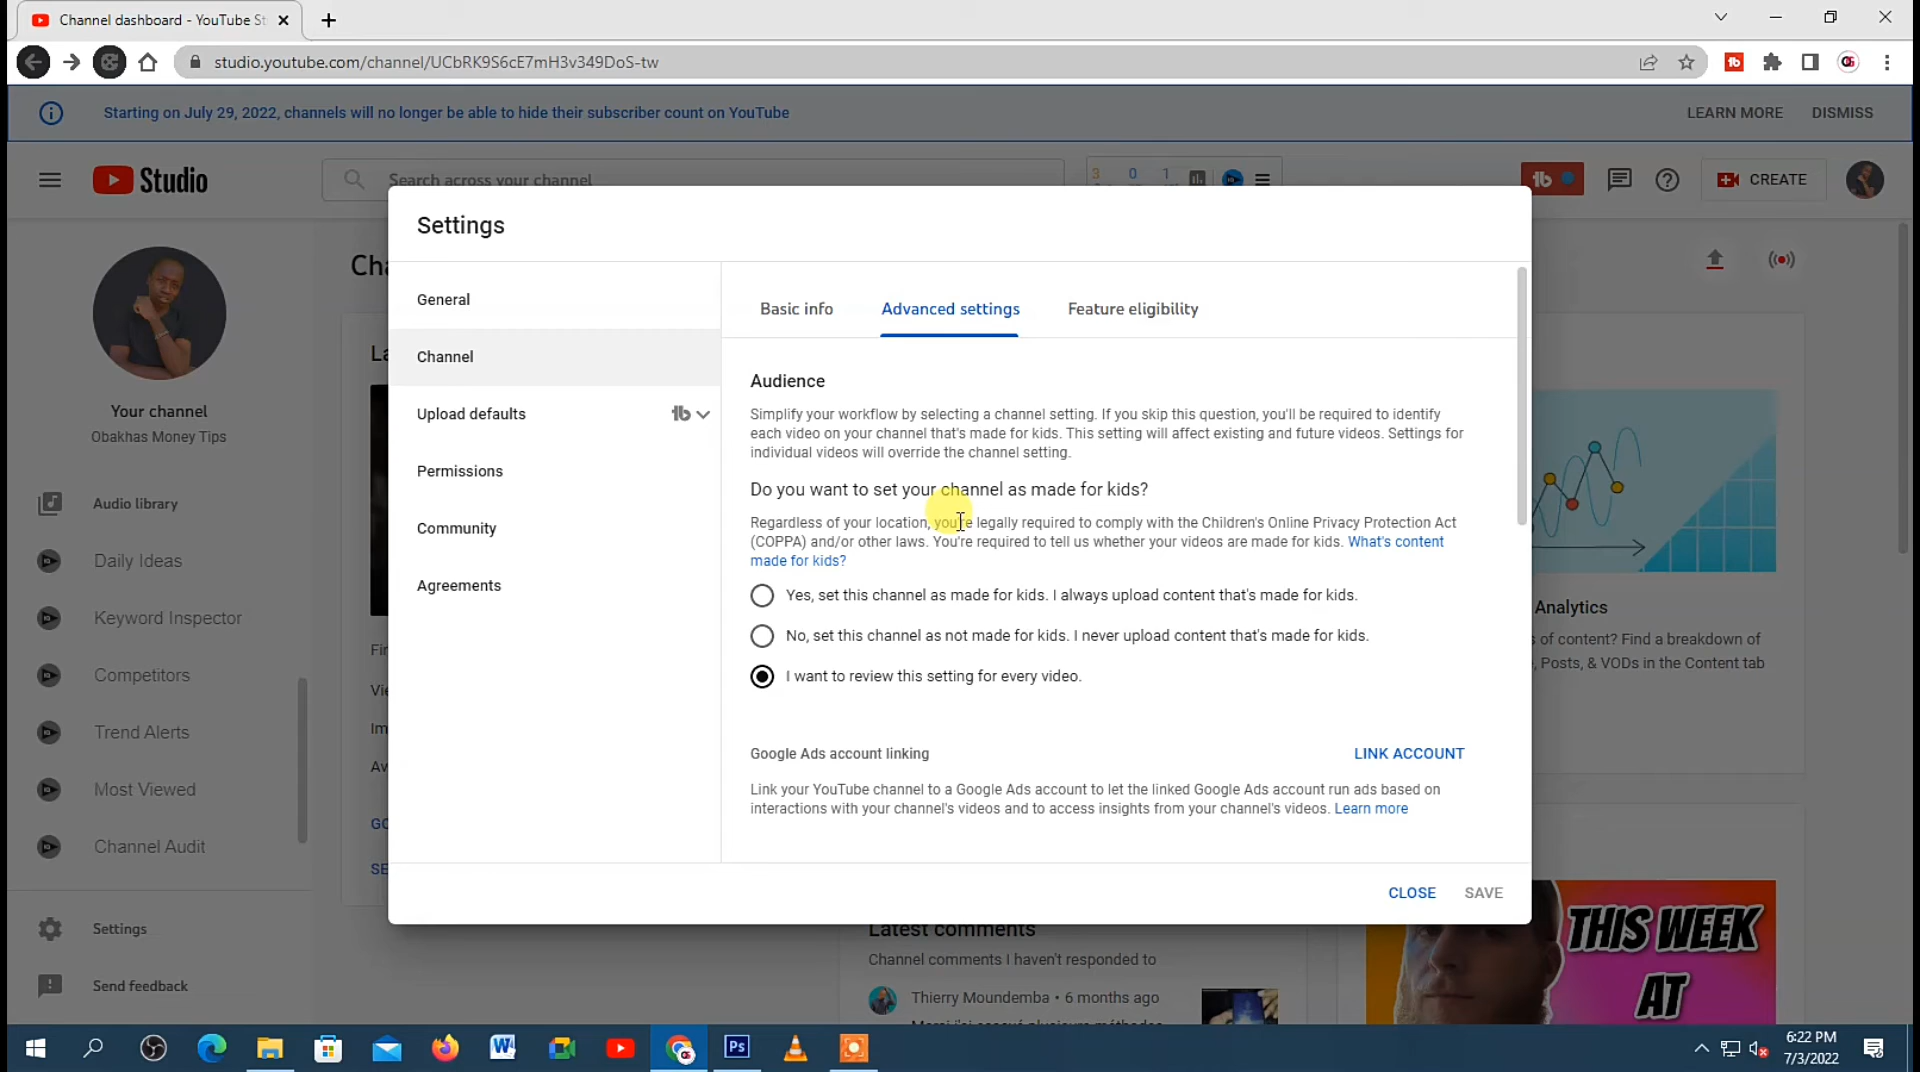 Channel dashboard - YouTube St
studio.youtube.com/channel/UCbRK9S6cE7mH3v349DoS-tw
Starting on July 29, 2022, channels will no longer be able to hide their subscriber count on YouTube
LEARN MORE
DISMISS
Studio
Search across your channel
3 0 1
CREATE
Settings
Your channel
Obakhas Money Tips
Audio library
Daily Ideas
Keyword Inspector
Competitors
Trend Alerts
Most Viewed
Channel Audit
Settings
Send feedback
General
Channel
Upload defaults
Permissions
Community
Agreements
Basic info
Advanced settings
Feature eligibility
Audience
Simplify your workflow by selecting a channel setting. If you skip this question, you'll be required to identify
each video on your channel that's made for kids. This setting will affect existing and future videos. Settings for
individual videos will override the channel setting.
Do you want to set your channel as made for kids?
Regardless of your location, you're legally required to comply with the Children's Online Privacy Protection Act
(COPPA) and/or other laws. You're required to tell us whether your videos are made for kids. What's content
made for kids?
Yes, set this channel as made for kids. I always upload content that's made for kids.
No, set this channel as not made for kids. I never upload content that's made for kids.
I want to review this setting for every video.
Google Ads account linking
LINK ACCOUNT
Link your YouTube channel to a Google Ads account to let the linked Google Ads account run ads based on
interactions with your channel's videos and to access insights from your channel's videos. Learn more
CLOSE
SAVE
Analytics
s of content? Find a breakdown of
, Posts, & VODs in the Content tab
Latest comments
Channel comments I haven't responded to
Thierry Moundemba • 6 months ago
THIS WEEK
AT
Ps
6:22 PM
7/3/2022